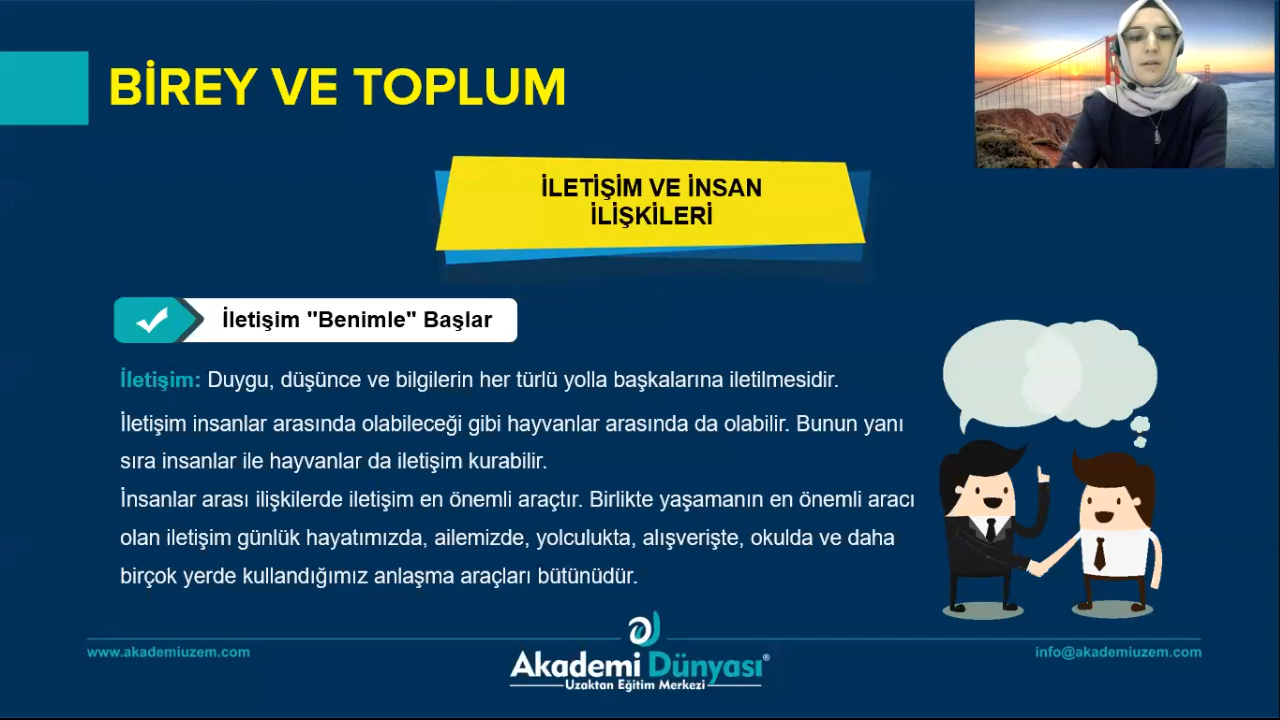 BİREY VE TOPLUM
İLETİŞİM VE İNSAN
İLİŞKİLERİ
İletişim "Benimle" Başlar
İletişim: Duygu, düşünce ve bilgilerin her türlü yolla başkalarına iletilmesidir.
İletişim insanlar arasında olabileceği gibi hayvanlar arasında da olabilir. Bunun yanı
sıra insanlar ile hayvanlar da iletişim kurabilir.
İnsanlar arası ilişkilerde iletişim en önemli araçtır. Birlikte yaşamanın en önemli aracı
olan iletişim günlük hayatımızda, ailemizde, yolculukta, alışverişte, okulda ve daha
birçok yerde kullandığımız anlaşma araçları bütünüdür.
www.akademiuzem.com
Akademi Dünyası®
Uzaktan Eğitim Merkezi
info@akademiuzem.com